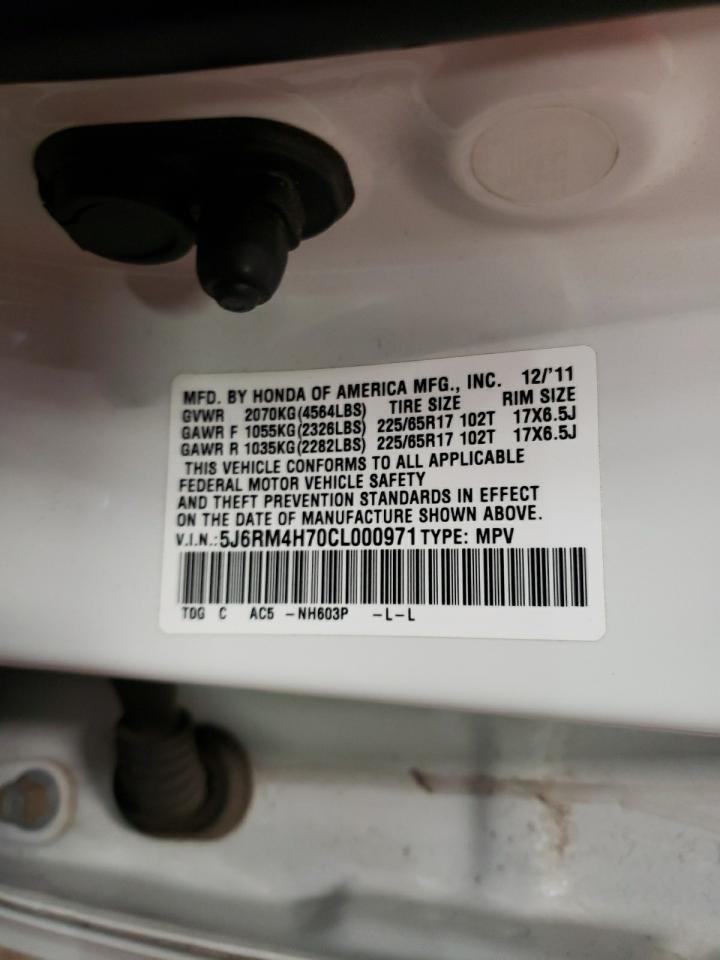 MFD. BY HONDA OF AMERICA MFG., INC. 12/'11
GVWR 2070KG(4564LBS) TIRE SIZE RIM SIZE
GAWR F 1055KG(2326LBS) 225/65R17 102T 17X6.5J
GAWR R 1035KG(2282LBS) 225/65R17 102T 17X6.5J
THIS VEHICLE CONFORMS TO ALL APPLICABLE
FEDERAL MOTOR VEHICLE SAFETY
AND THEFT PREVENTION STANDARDS IN EFFECT
ON THE DATE OF MANUFACTURE SHOWN ABOVE.
V.I.N.:5J6RM4H70CL000971 TYPE: MPV
TDG C AC5 -NH603P -L-L